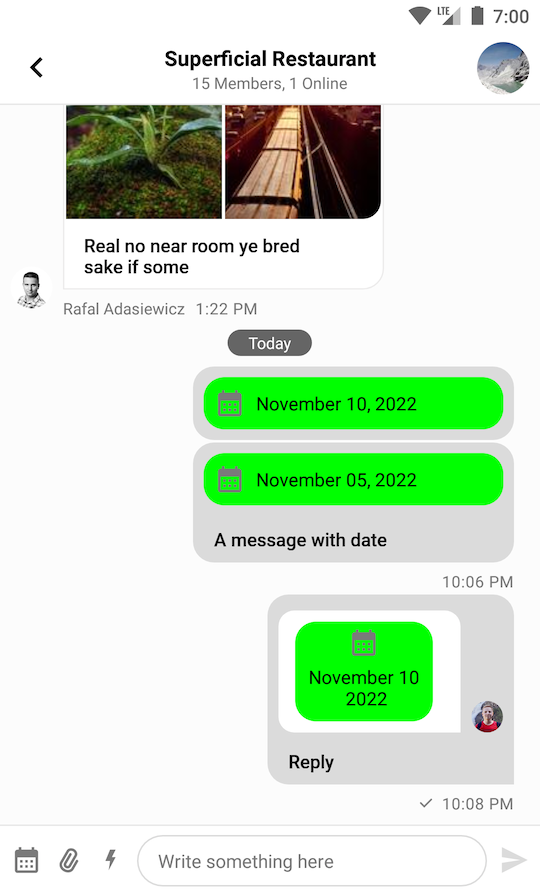 LTE 7:00
Superficial Restaurant
15 Members, 1 Online
Real no near room ye bred
sake if some
Rafal Adasiewicz 1:22 PM
Today
November 10, 2022
November 05, 2022
A message with date
10:06 PM
November 10
2022
Reply
10:08 PM
Write something here